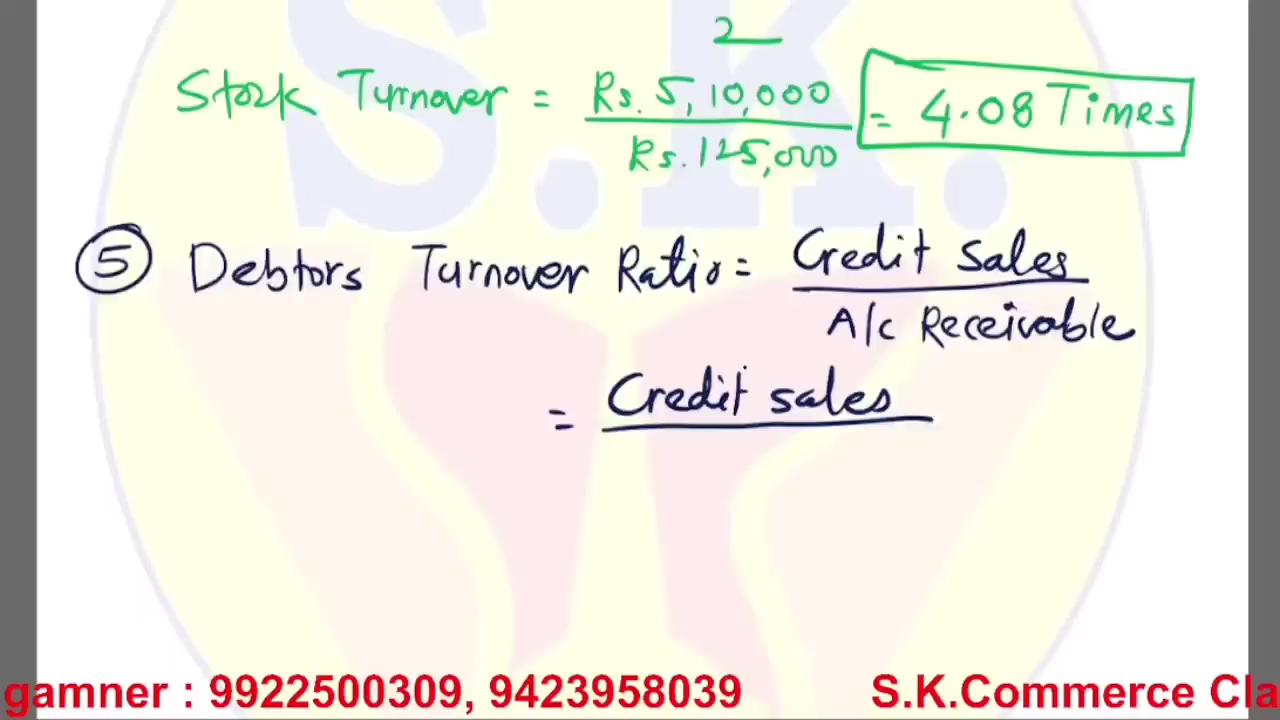 2
Stock Turnover = Rs. 5,10,000 = 4.08 Times
Rs. 125,000
S.K.
5 Debtors Turnover Ratio = Credit Sales
A/c Receivable
= Credit sales
gamner : 9922500309, 9423958039 S.K.Commerce Cla